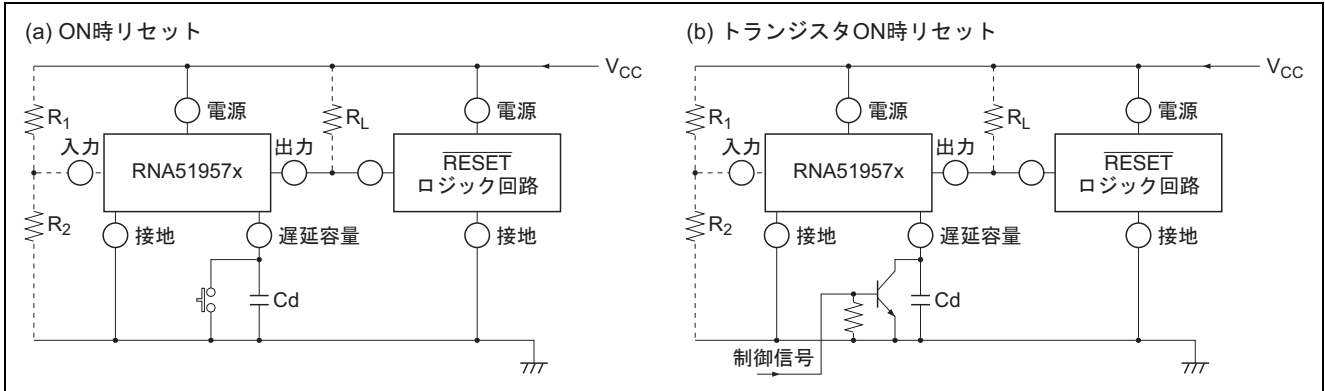 (a) ON時リセット
VCC
R1
電源
RL
電源
入力
出力
RNA51957x
RESET
ロジック回路
R2
接地
遅延容量
接地
Cd
(b) トランジスタON時リセット
VCC
R1
電源
RL
電源
入力
出力
RNA51957x
RESET
ロジック回路
R2
接地
遅延容量
接地
Cd
制御信号